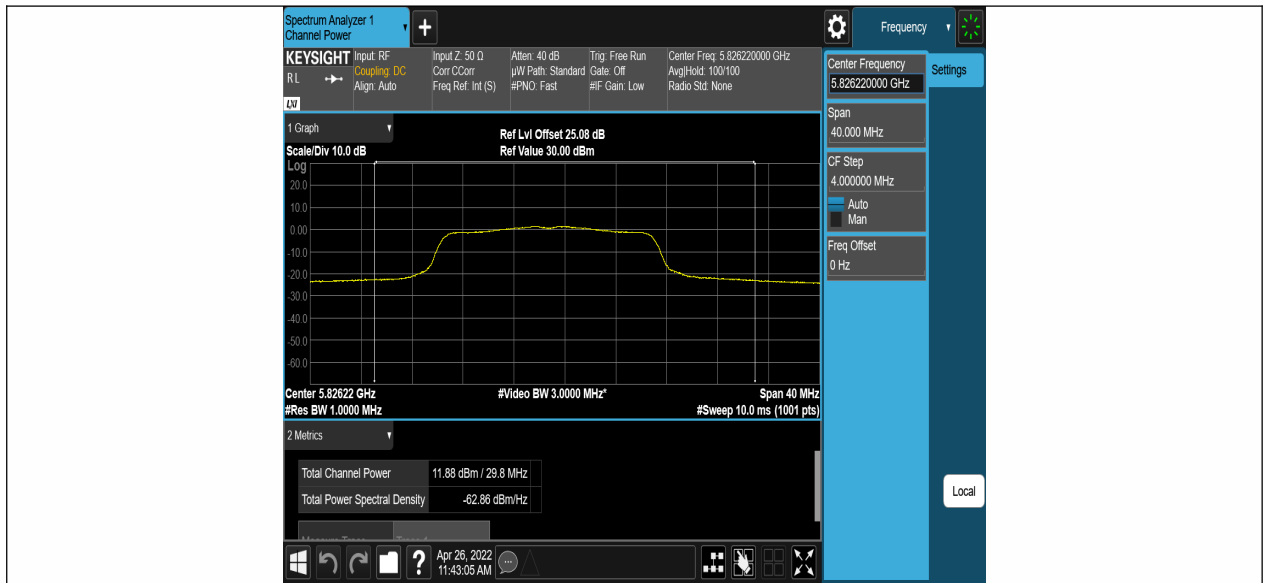 Spectrum Analyzer 1
Channel Power
+
Frequency
KEYSIGHT
RL
LXI
Input: RF
Coupling: DC
Align: Auto
Input Z: 50 Ω
Corr CCorr
Freq Ref: Int (S)
Atten: 40 dB
µW Path: Standard
#PNO: Fast
Trig: Free Run
Gate: Off
#IF Gain: Low
Center Freq: 5.826220000 GHz
Avg|Hold: 100/100
Radio Std: None
Center Frequency
5.826220000 GHz
Settings
Span
40.000 MHz
CF Step
4.000000 MHz
Auto
Man
Freq Offset
0 Hz
Local
1 Graph
Scale/Div 10.0 dB
Ref Lvl Offset 25.08 dB
Ref Value 30.00 dBm
Log
20.0
10.0
0.00
-10.0
-20.0
-30.0
-40.0
-50.0
-60.0
Center 5.82622 GHz
#Video BW 3.0000 MHz*
Span 40 MHz
#Res BW 1.0000 MHz
#Sweep 10.0 ms (1001 pts)
2 Metrics
Total Channel Power 11.88 dBm / 29.8 MHz
Total Power Spectral Density -62.86 dBm/Hz
?
Apr 26, 2022
11:43:05 AM